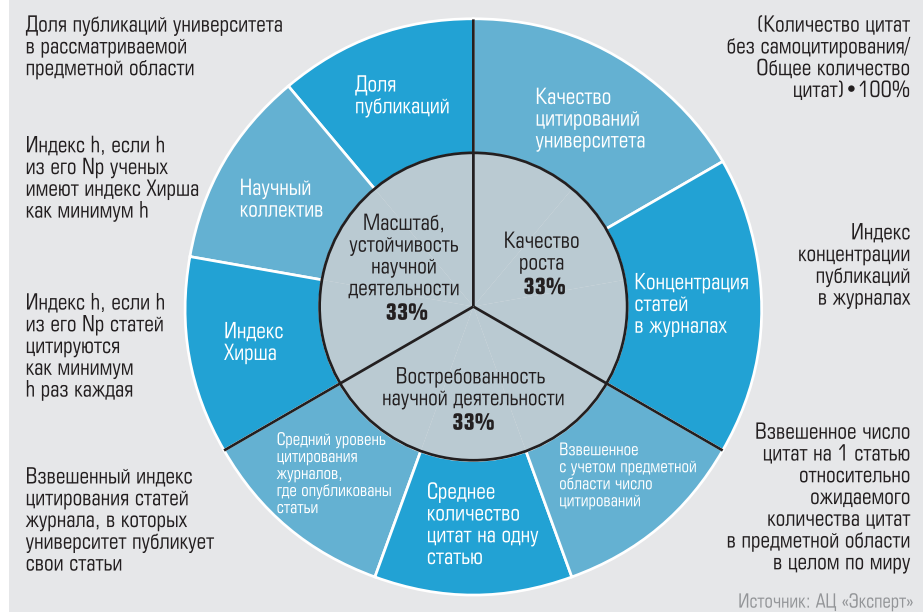 Доля публикаций университета
в рассматриваемой
предметной области
(Количество цитат
без самоцитирования/
Общее количество
цитат) • 100%
Доля
публикаций
Качество
цитирований
университета
Индекс h, если h
из его Np ученых
имеют индекс Хирша
как минимум h
Научный
коллектив
Масштаб,
устойчивость
научной
деятельности
33%
Качество
роста
33%
Концентрация
статей
в журналах
Индекс
концентрации
публикаций
в журналах
Индекс h, если h
из его Np статей
цитируются
как минимум
h раз каждая
Индекс
Хирша
Востребованность
научной деятельности
33%
Средний уровень
цитирования
журналов,
где опубликованы
статьи
Среднее
количество
цитат на одну
статью
Взвешенное
с учетом предметной
области число
цитирований
Взвешенный индекс
цитирования статей
журнала, в которых
университет публикует
свои статьи
Взвешенное число
цитат на 1 статью
относительно
ожидаемого
количества цитат
в предметной области
в целом по миру
Источник: АЦ «Эксперт»